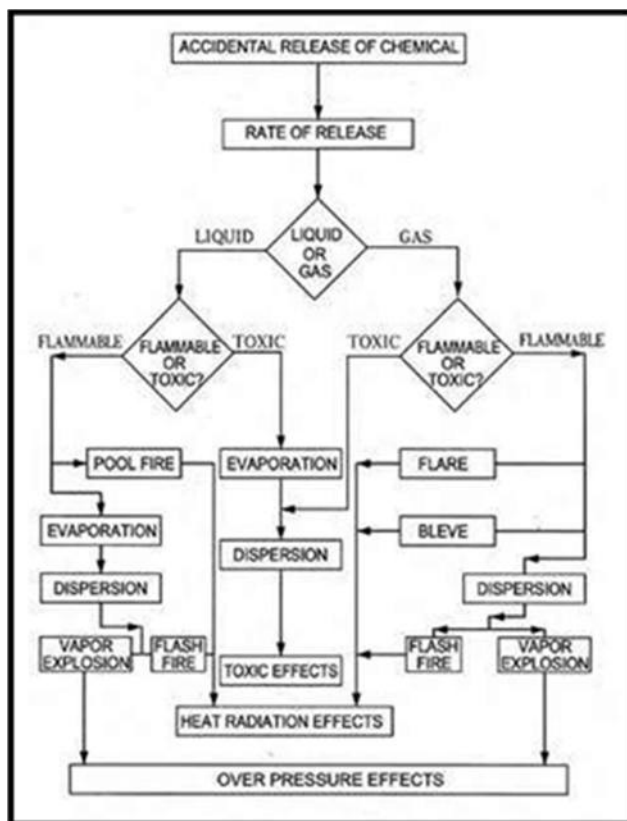 ACCIDENTAL RELEASE OF CHEMICAL
RATE OF RELEASE
LIQUID
LIQUID
OR
GAS
GAS
FLAMMABLE
FLAMMABLE
OR
TOXIC?
TOXIC
TOXIC
FLAMMABLE
OR
TOXIC?
FLAMMABLE
POOL FIRE
EVAPORATION
FLARE
EVAPORATION
BLEVE
DISPERSION
DISPERSION
DISPERSION
VAPOR
EXPLOSION
FLASH
FIRE
TOXIC EFFECTS
FLASH
FIRE
VAPOR
EXPLOSION
HEAT RADIATION EFFECTS
OVER PRESSURE EFFECTS